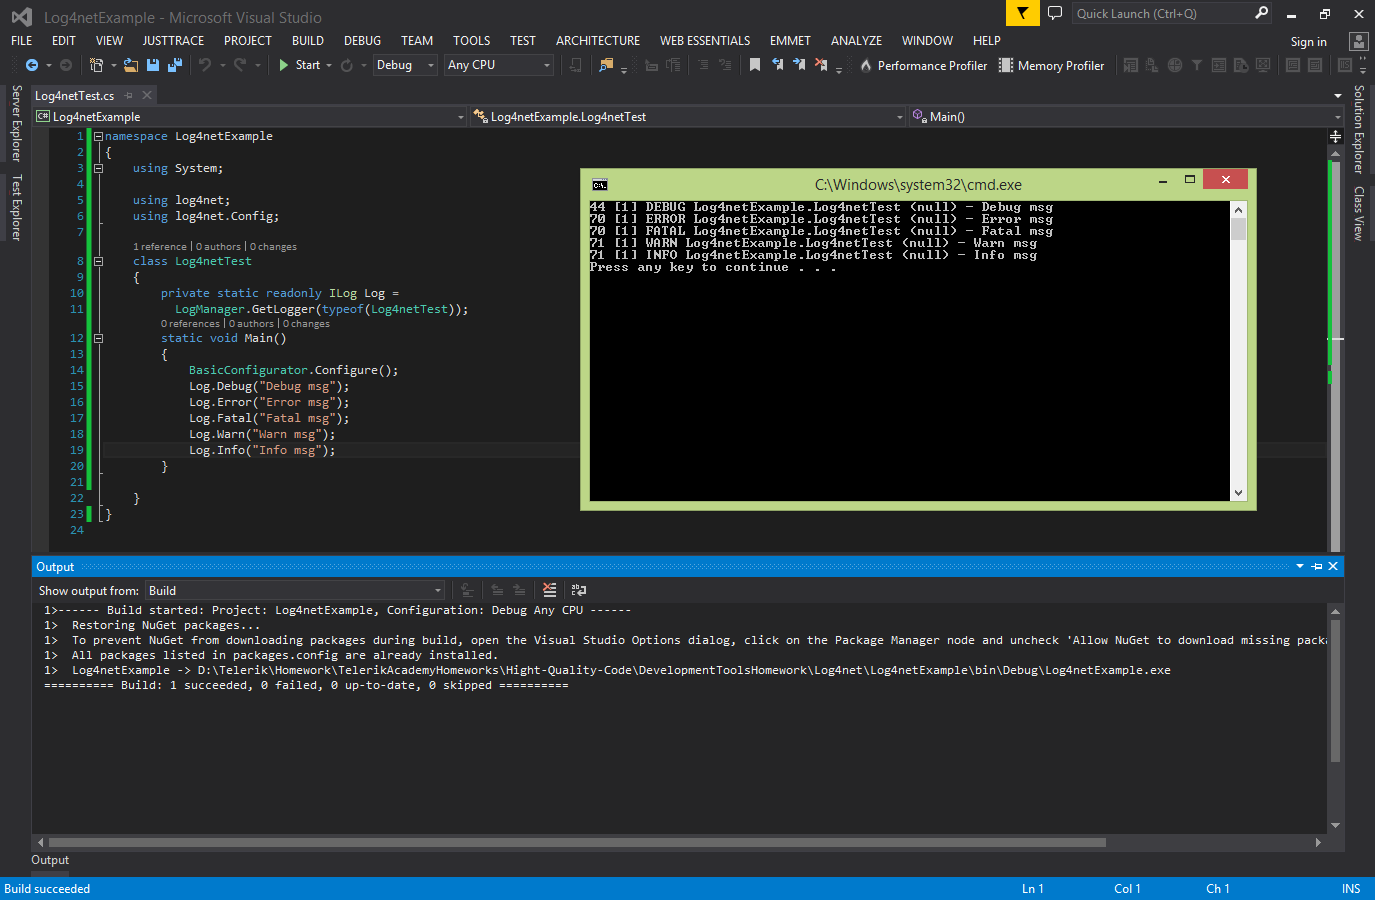 Log4netExample - Microsoft Visual Studio
Quick Launch (Ctrl+Q)
FILE EDIT VIEW JUSTTRACE PROJECT BUILD DEBUG TEAM TOOLS TEST ARCHITECTURE WEB ESSENTIALS EMMET ANALYZE WINDOW HELP
Sign in
Start Debug Any CPU Performance Profiler Memory Profiler
Server Explorer
Test Explorer
Log4netTest.cs
C# Log4netExample Log4netExample.Log4netTest Main()
1 namespace Log4netExample
2 {
3 using System;
4
5 using log4net;
6 using log4net.Config;
7
1 reference | 0 authors | 0 changes
8 class Log4netTest
9 {
10 private static readonly ILog Log =
11 LogManager.GetLogger(typeof(Log4netTest));
0 references | 0 authors | 0 changes
12 static void Main()
13 {
14 BasicConfigurator.Configure();
15 Log.Debug("Debug msg");
16 Log.Error("Error msg");
17 Log.Fatal("Fatal msg");
18 Log.Warn("Warn msg");
19 Log.Info("Info msg");
20 }
21
22 }
23 }
24
C:\Windows\system32\cmd.exe
44 [1] DEBUG Log4netExample.Log4netTest (null) - Debug msg
70 [1] ERROR Log4netExample.Log4netTest (null) - Error msg
70 [1] FATAL Log4netExample.Log4netTest (null) - Fatal msg
71 [1] WARN Log4netExample.Log4netTest (null) - Warn msg
71 [1] INFO Log4netExample.Log4netTest (null) - Info msg
Press any key to continue . . .
Solution Explorer
Class View
Output
Show output from: Build
1>------ Build started: Project: Log4netExample, Configuration: Debug Any CPU ------
1> Restoring NuGet packages...
1> To prevent NuGet from downloading packages during build, open the Visual Studio Options dialog, click on the Package Manager node and uncheck 'Allow NuGet to download missing packa
1> All packages listed in packages.config are already installed.
1> Log4netExample -> D:\Telerik\Homework\TelerikAcademyHomeworks\Hight-Quality-Code\DevelopmentToolsHomework\Log4net\Log4netExample\bin\Debug\Log4netExample.exe
========== Build: 1 succeeded, 0 failed, 0 up-to-date, 0 skipped ==========
Output
Build succeeded Ln 1 Col 1 Ch 1 INS